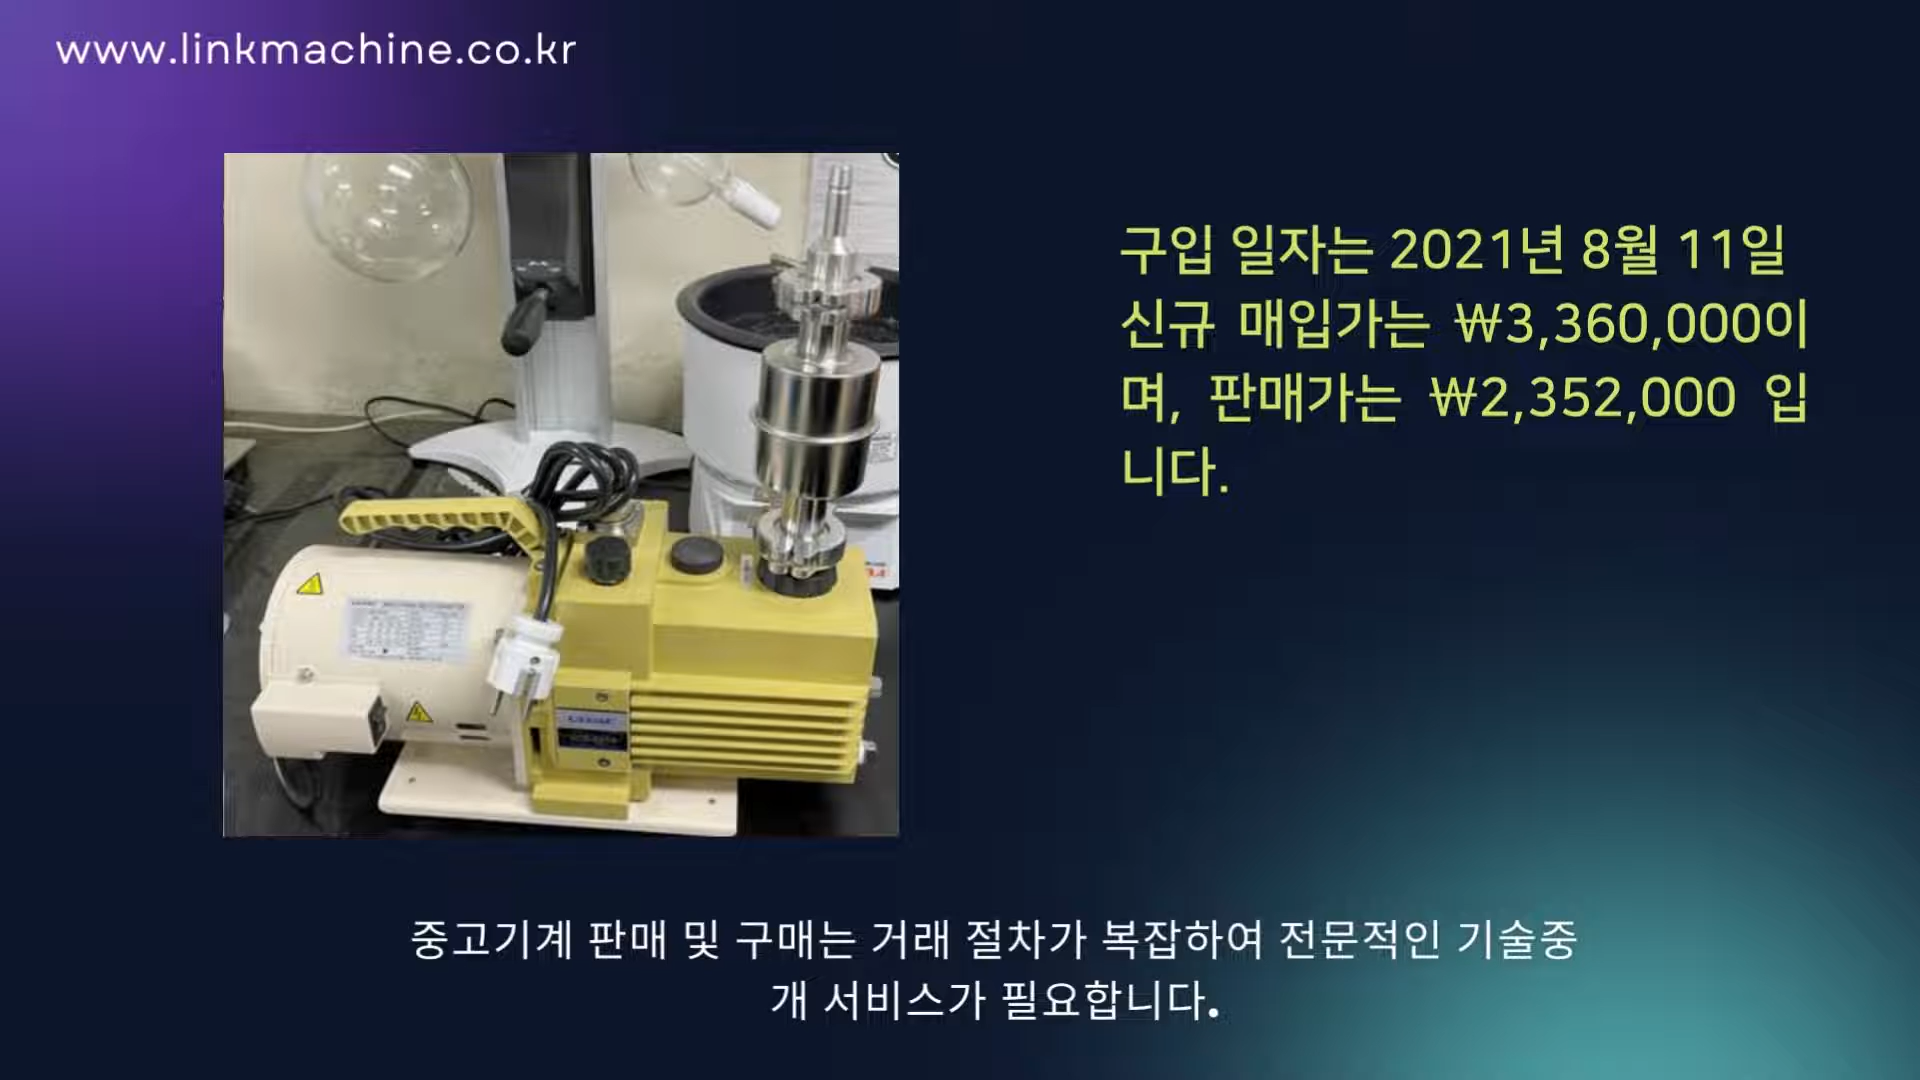 www.linkmachine.co.kr
구입 일자는 2021년 8월 11일
신규 매입가는 ₩3,360,000이
며, 판매가는 ₩2,352,000 입
니다.
중고기계 판매 및 구매는 거래 절차가 복잡하여 전문적인 기술중
개 서비스가 필요합니다.